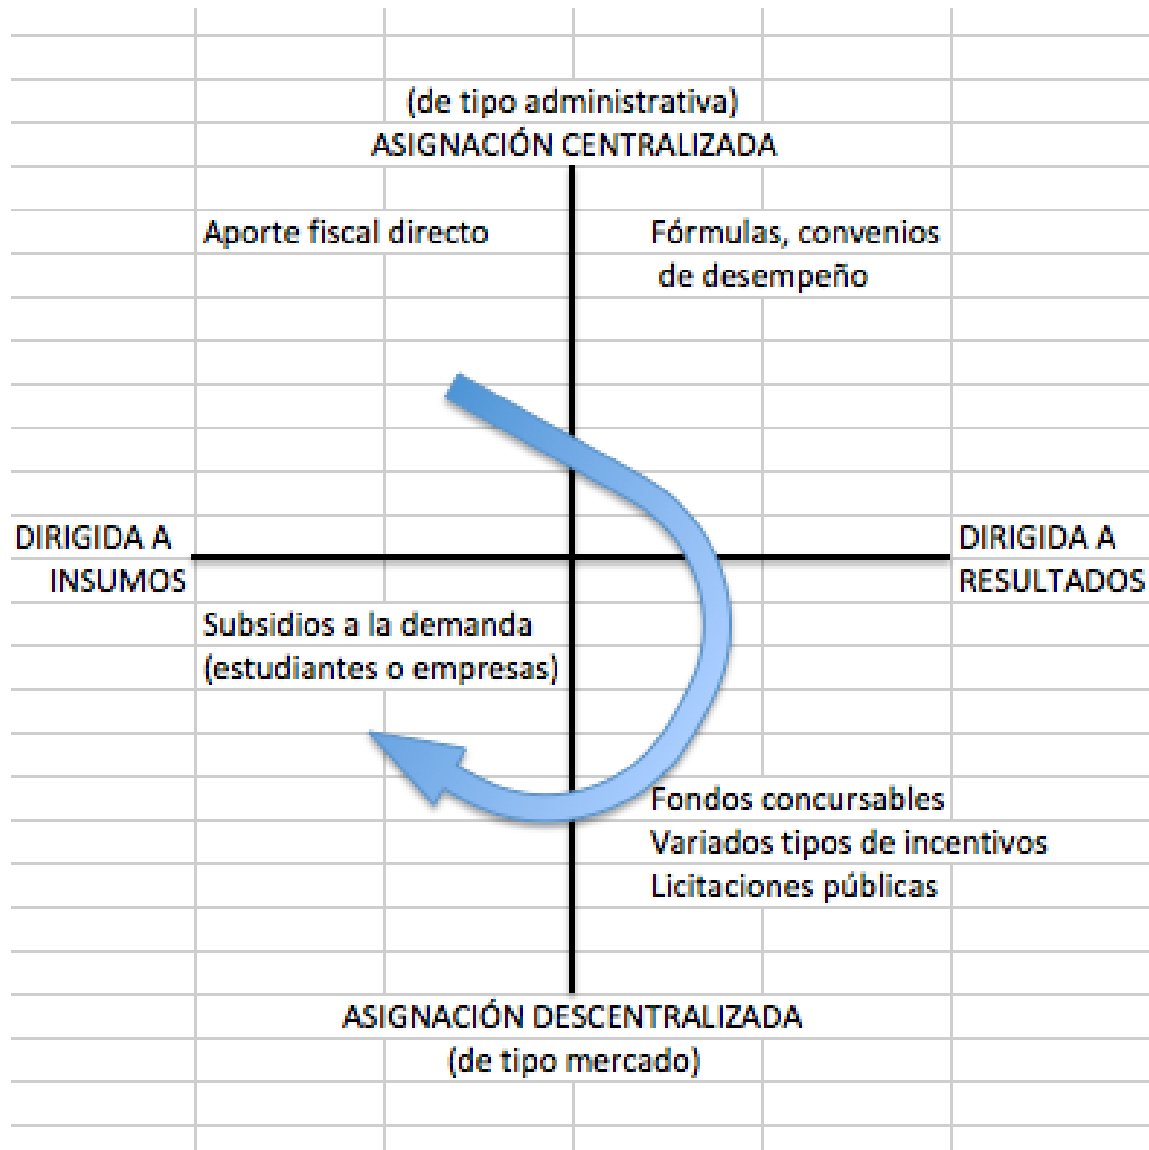 (de tipo administrativa)
ASIGNACIÓN CENTRALIZADA
Aporte fiscal directo
Fórmulas, convenios
de desempeño
DIRIGIDA A
INSUMOS
DIRIGIDA A
RESULTADOS
Subsidios a la demanda
(estudiantes o empresas)
Fondos concursables
Variados tipos de incentivos
Licitaciones públicas
ASIGNACIÓN DESCENTRALIZADA
(de tipo mercado)